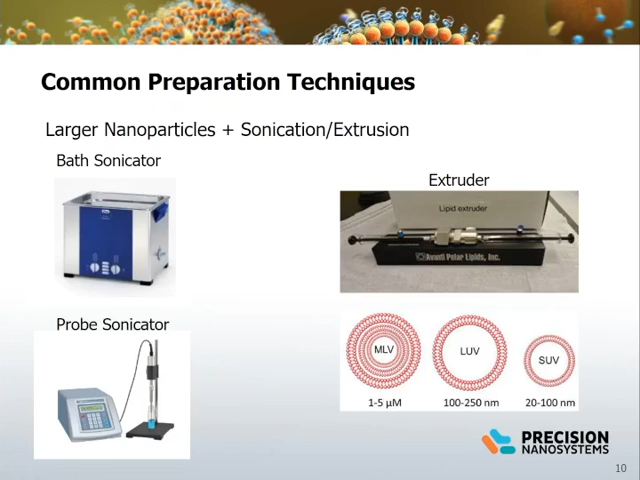 Common Preparation Techniques
Larger Nanoparticles + Sonication/Extrusion
Bath Sonicator
Extruder
Lipid extruder
Avanti Polar Lipids, Inc.
Probe Sonicator
MLV
LUV
SUV
1-5 µM
100-250 nm
20-100 nm
PRECISION
NANOSYSTEMS
10